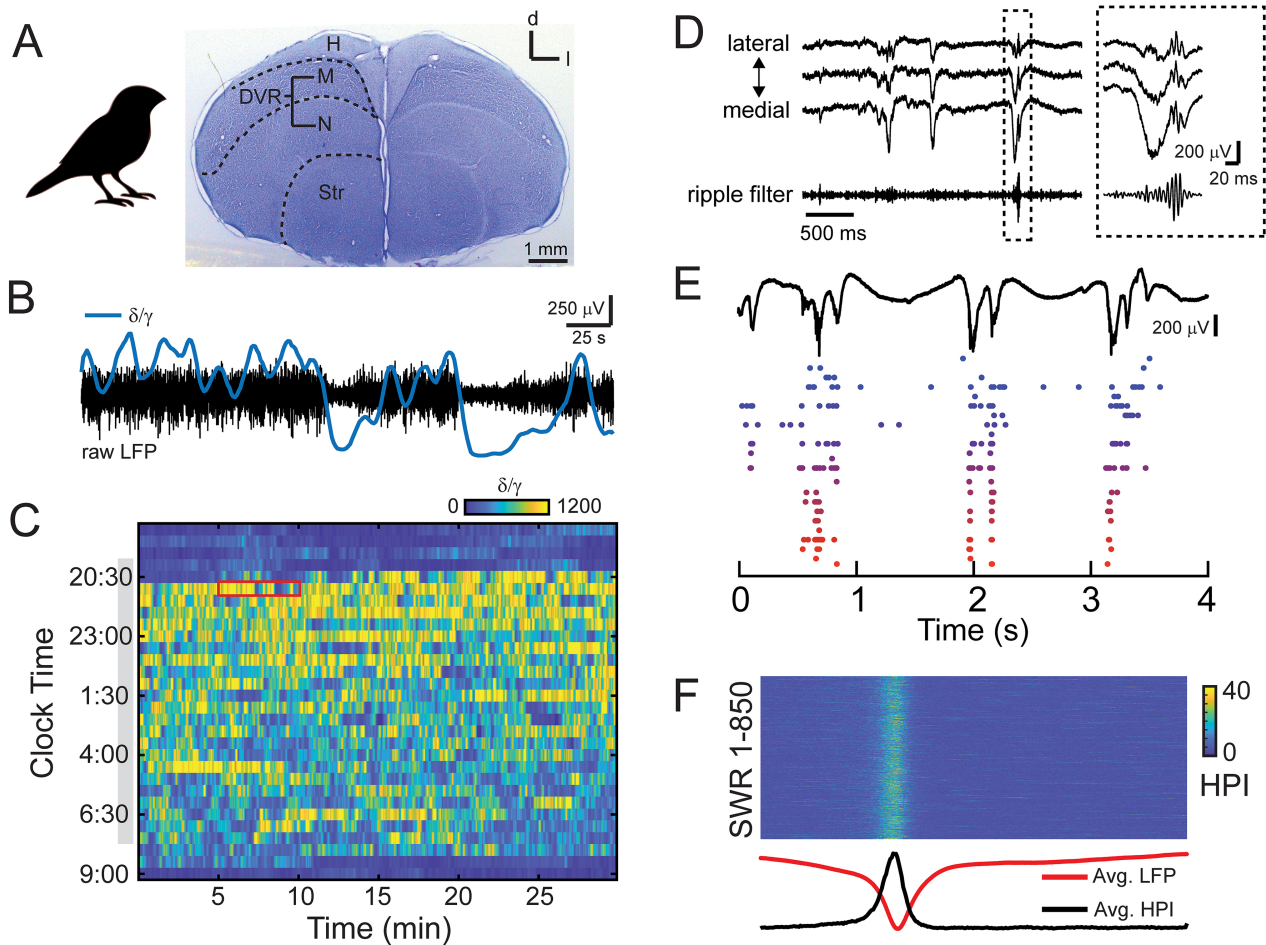 A
H
M
DVR
N
Str
d
l
1 mm
B
δ/γ
250 µV
25 s
raw LFP
C
δ/γ
0
1200
Clock Time
20:30
23:00
1:30
4:00
6:30
9:00
5
10
15
20
25
Time (min)
D
lateral
medial
ripple filter
500 ms
200 µV
20 ms
E
200 µV
0
1
2
3
4
Time (s)
F
SWR 1-850
40
0
HPI
Avg. LFP
Avg. HPI